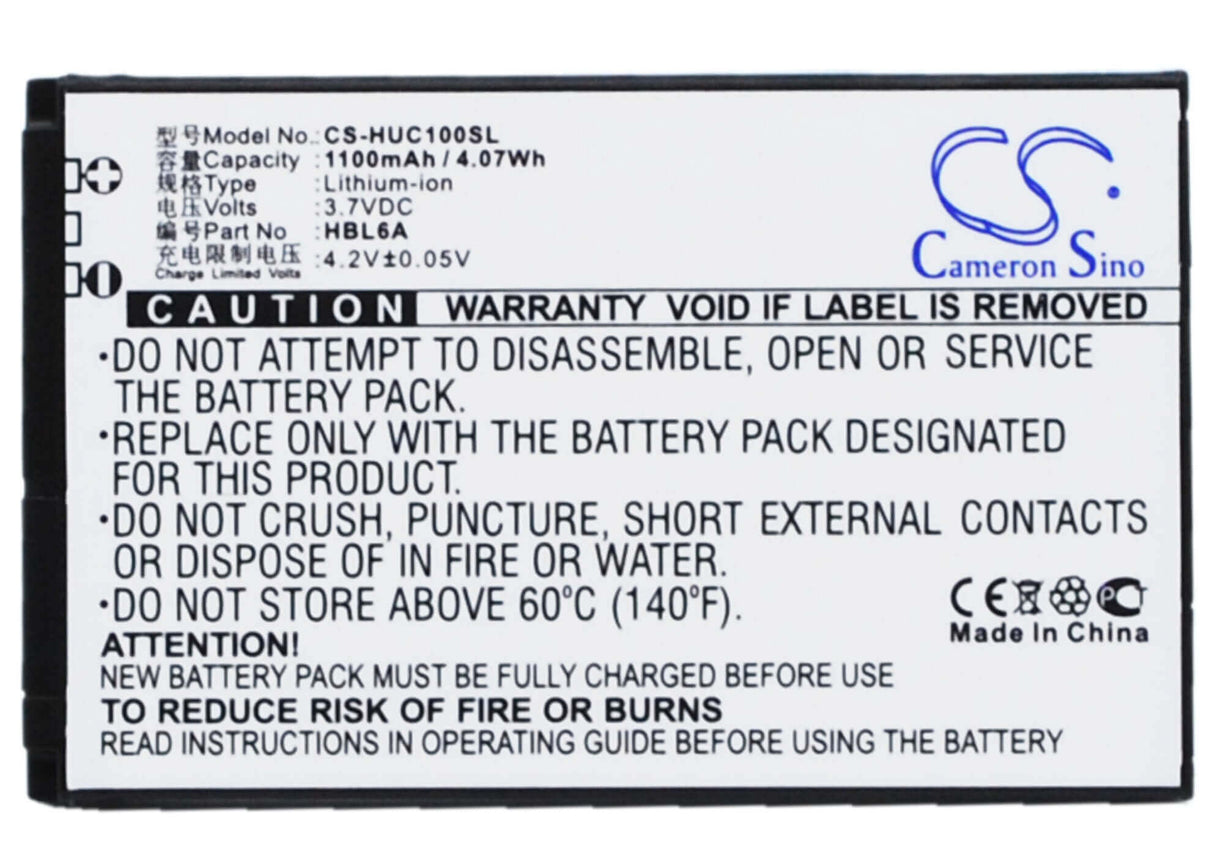 型号Model No.: CS-HUC100SL
容量Capacity : 1100mAh / 4.07Wh
规格Type : Lithium-ion
电压Volts : 3.7VDC
编号Part No : HBL6A
充电限制电压 : 4.2V±0.05V
Charge Limited Volts
CS
Cameron Sino
CAUTION WARRANTY VOID IF LABEL IS REMOVED
·DO NOT ATTEMPT TO DISASSEMBLE, OPEN OR SERVICE
THE BATTERY PACK.
·REPLACE ONLY WITH THE BATTERY PACK DESIGNATED
FOR THIS PRODUCT.
·DO NOT CRUSH, PUNCTURE, SHORT EXTERNAL CONTACTS
OR DISPOSE OF IN FIRE OR WATER.
·DO NOT STORE ABOVE 60°C (140°F).
CE PC
Made In China
ATTENTION!
NEW BATTERY PACK MUST BE FULLY CHARGED BEFORE USE
TO REDUCE RISK OF FIRE OR BURNS
READ INSTRUCTIONS IN OPERATING GUIDE BEFORE USING THE BATTERY